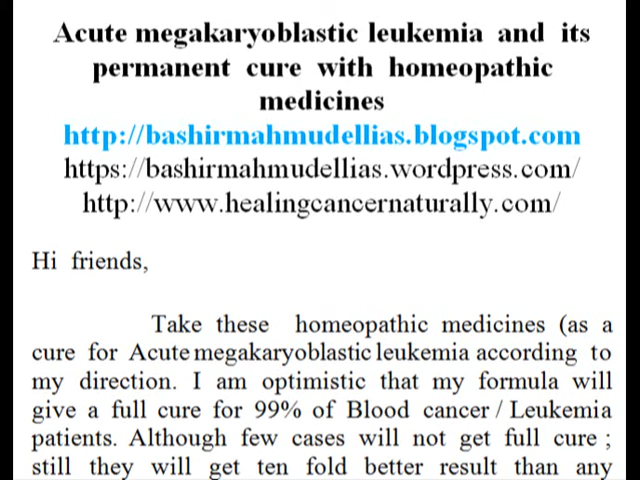 Acute megakaryoblastic leukemia and its
permanent cure with homeopathic
medicines
http://bashirmahmudellias.blogspot.com
https://bashirmahmudellias.wordpress.com/
http://www.healingcancernaturally.com/
Hi friends,
Take these homeopathic medicines (as a
cure for Acute megakaryoblastic leukemia according to
my direction. I am optimistic that my formula will
give a full cure for 99% of Blood cancer / Leukemia
patients. Although few cases will not get full cure ;
still they will get ten fold better result than any